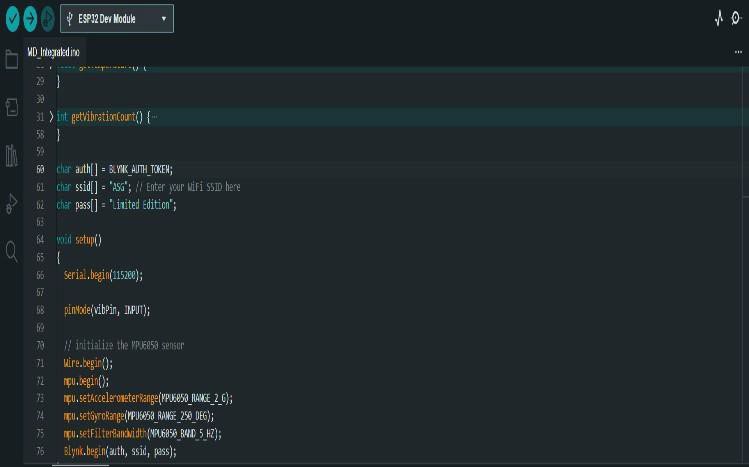 ESP32 Dev Module
MD_Integrated.ino
29 }
30
31 int getVibrationCount() {
58 }
59
60 char auth[] = BLYNK_AUTH_TOKEN;
61 char ssid[] = "ASG"; // Enter your WiFi SSID here
62 char pass[] = "Limited Edition";
63
64 void setup()
65 {
66 Serial.begin(115200);
67
68 pinMode(vibPin, INPUT);
69
70 // initialize the MPU6050 sensor
71 Wire.begin();
72 mpu.begin();
73 mpu.setAccelerometerRange(MPU6050_RANGE_2_G);
74 mpu.setGyroRange(MPU6050_RANGE_250_DEG);
75 mpu.setFilterBandwidth(MPU6050_BAND_5_HZ);
76 Blynk.begin(auth, ssid, pass);